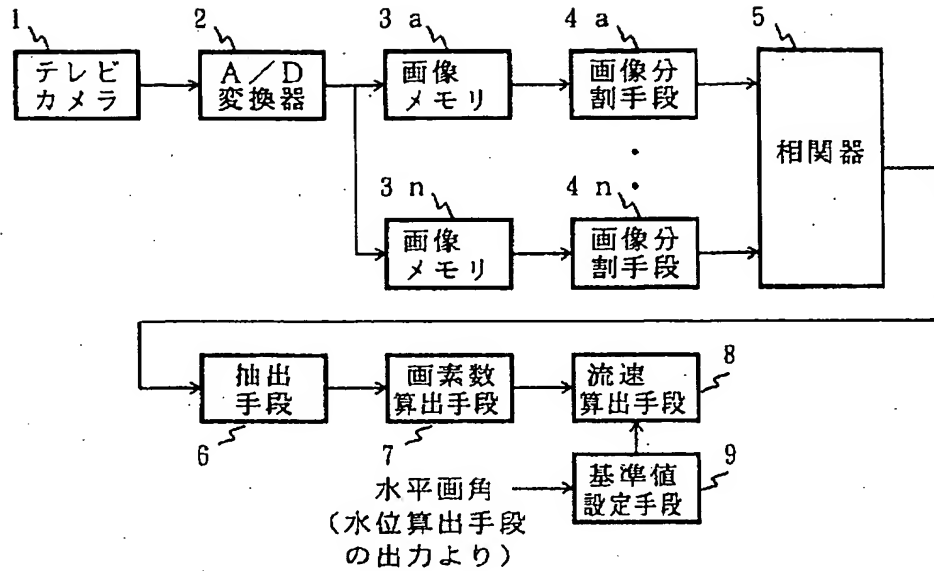 1
テレビ
カメラ
2
A/D
変換器
3 a
画像
メモリ
4 a
画像分
割手段
5
相関器
3 n
画像
メモリ
4 n
画像分
割手段
抽出
手段
6
画素数
算出手段
7
流速
算出手段
8
基準値
設定手段
9
水平画角
(水位算出手段
の出力より)